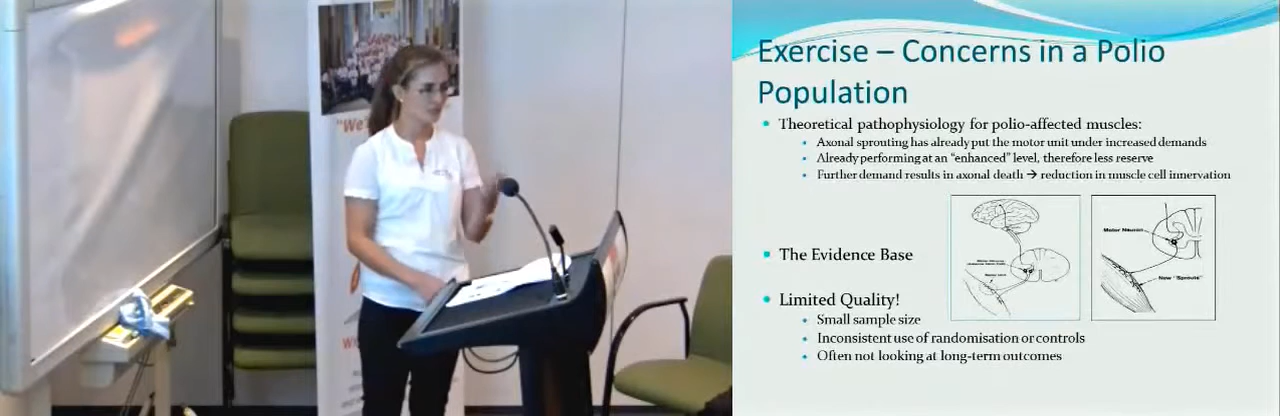 "We'
Exercise – Concerns in a Polio
Population
Theoretical pathophysiology for polio-affected muscles:
Axonal sprouting has already put the motor unit under increased demands
Already performing at an "enhanced" level, therefore less reserve
Further demand results in axonal death → reduction in muscle cell innervation
Motor Neuron
New "Sprouts"
The Evidence Base
Limited Quality!
Small sample size
Inconsistent use of randomisation or controls
Often not looking at long-term outcomes